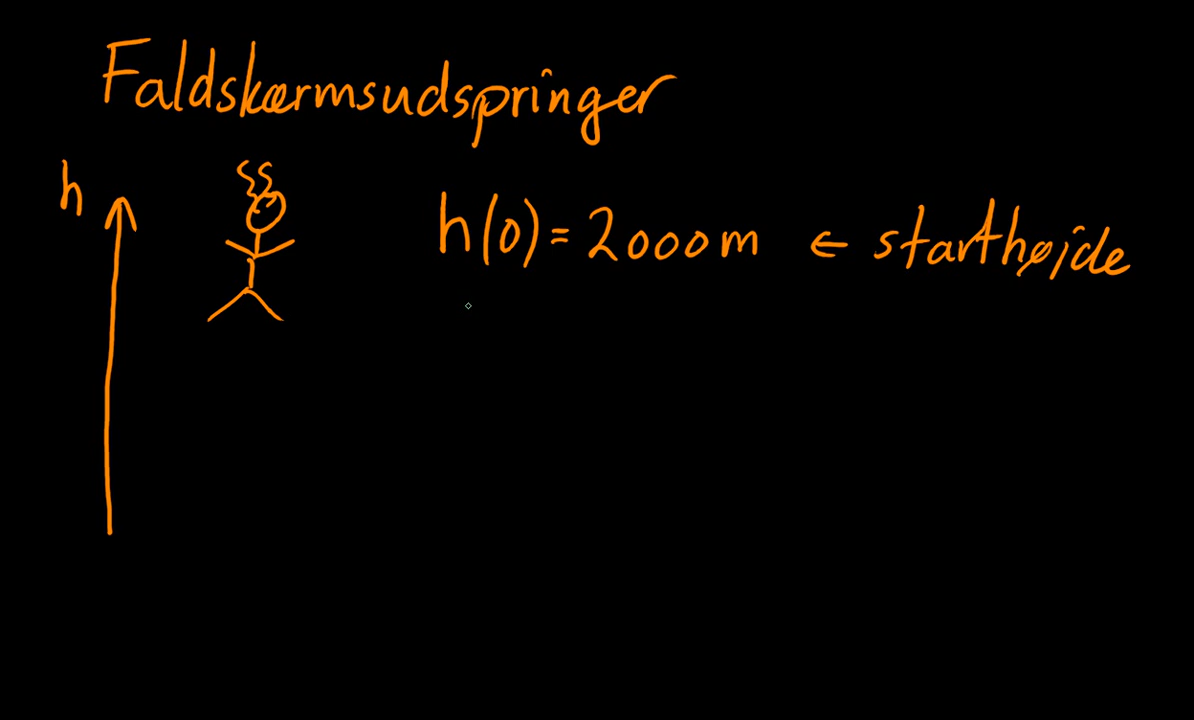 Faldskærmsudspringer
h
h(0) = 2000m ← starthøjde